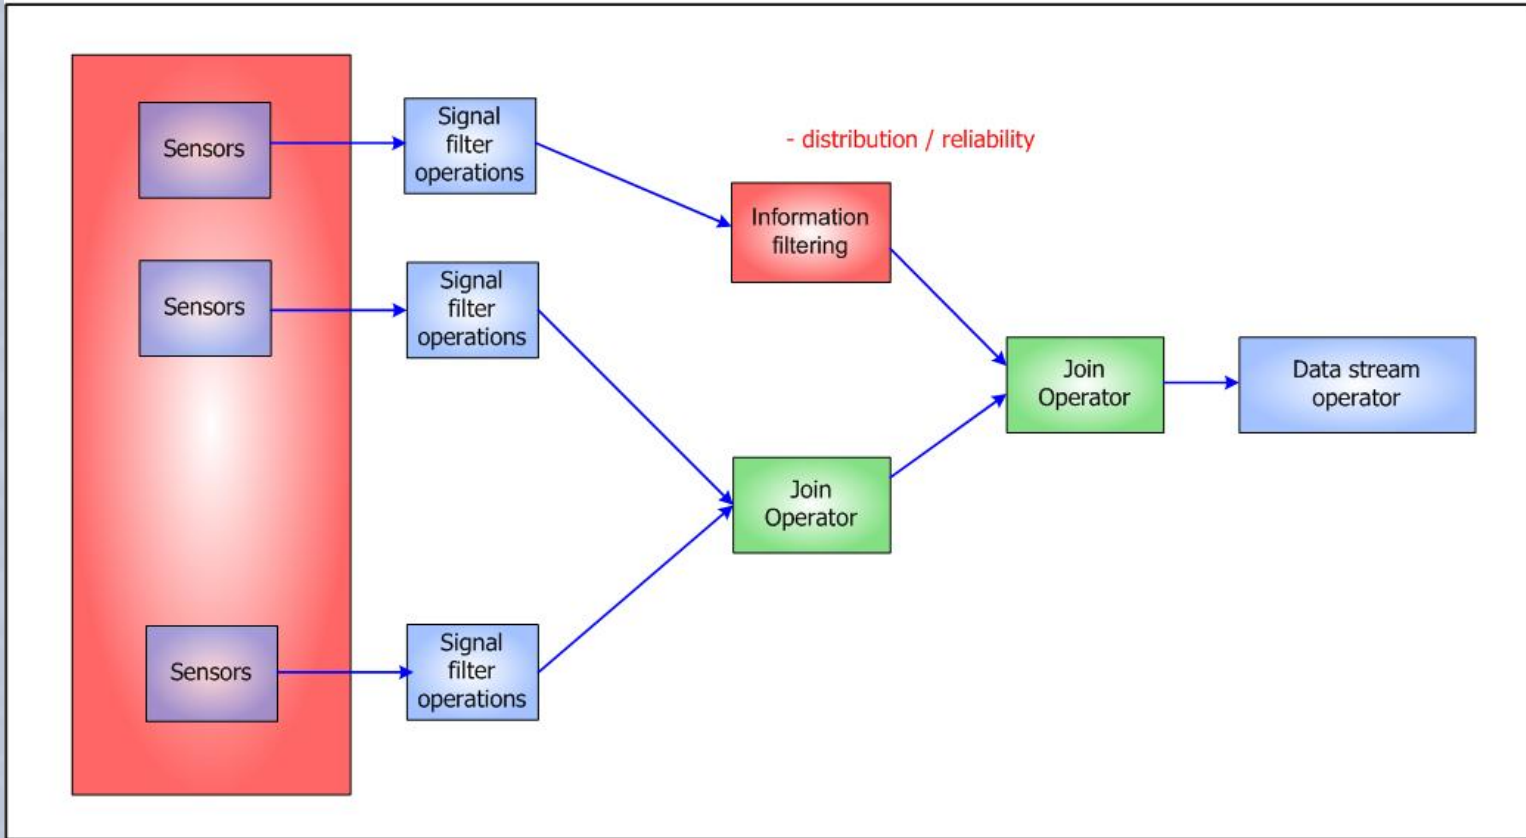 Sensors
Signal
filter
operations
- distribution / reliability
Information
filtering
Sensors
Signal
filter
operations
Join
Operator
Data stream
operator
Join
Operator
Sensors
Signal
filter
operations